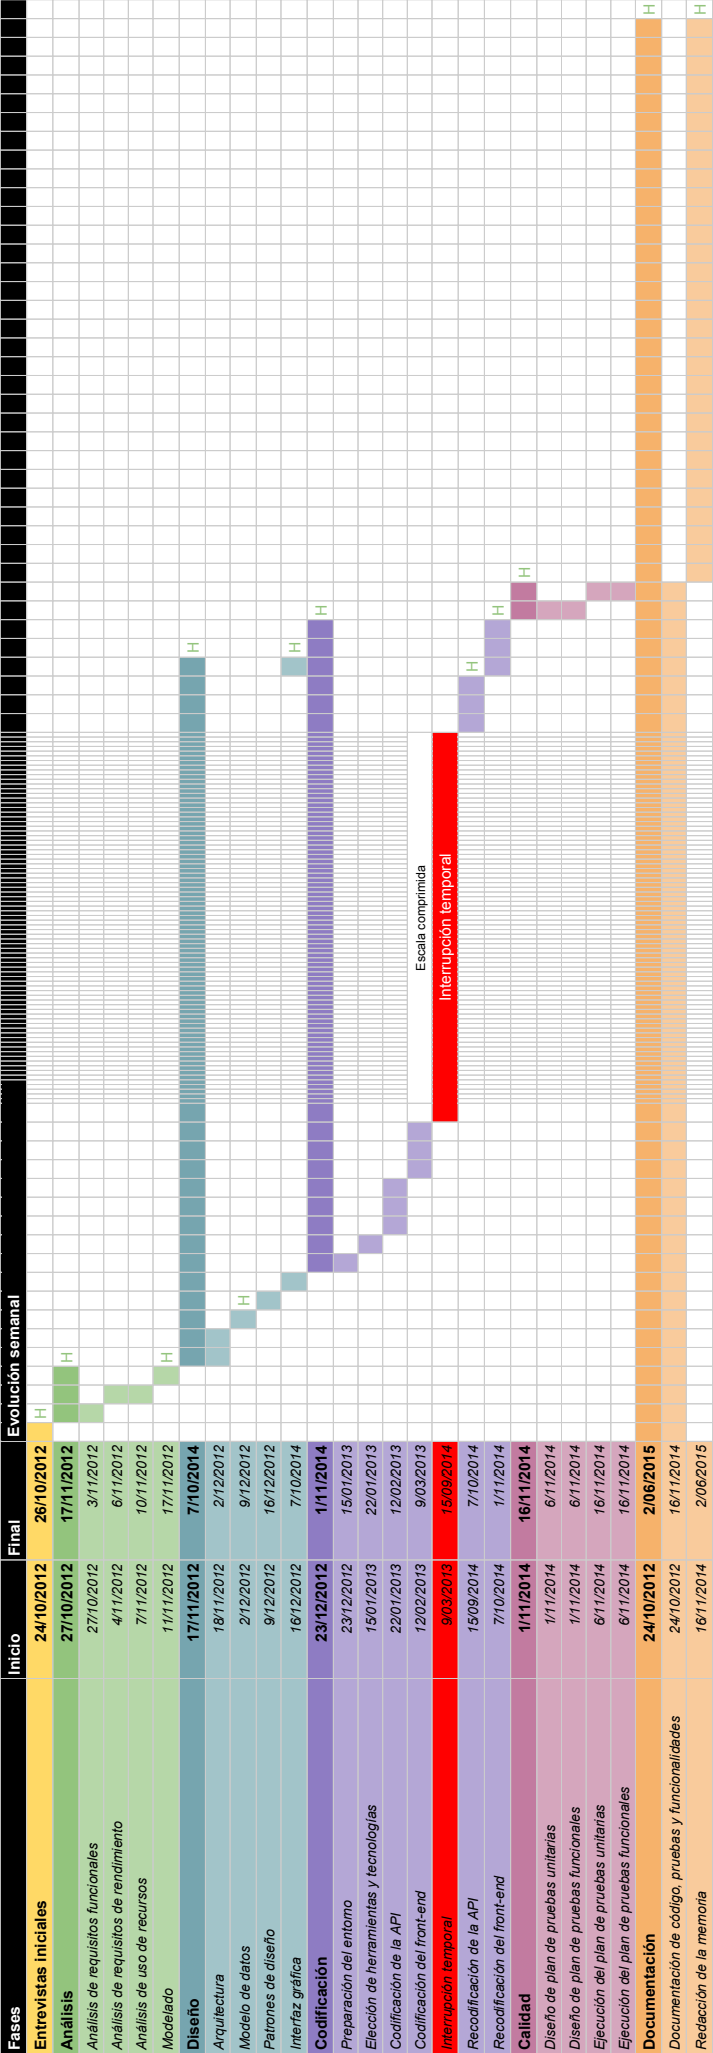 Fases Inicio Final Evolución semanal
Entrevistas iniciales 24/10/2012 26/10/2012 H
Análisis 27/10/2012 17/11/2012 H
Análisis de requisitos funcionales 27/10/2012 3/11/2012
Análisis de requisitos de rendimiento 4/11/2012 6/11/2012
Análisis de uso de recursos 7/11/2012 10/11/2012
Modelado 11/11/2012 17/11/2012 H
Diseño 17/11/2012 7/10/2014 H
Arquitectura 18/11/2012 2/12/2012
Modelo de datos 2/12/2012 9/12/2012 H
Patrones de diseño 9/12/2012 16/12/2012
Interfaz gráfica 16/12/2012 7/10/2014 H
Codificación 23/12/2012 1/11/2014 H
Preparación del entorno 23/12/2012 15/01/2013
Elección de herramientas y tecnologías 15/01/2013 22/01/2013
Codificación de la API 22/01/2013 12/02/2013
Codificación del front-end 12/02/2013 9/03/2013 Escala comprimida
Interrupción temporal 9/03/2013 15/09/2014 Interrupción temporal
Recodificación de la API 15/09/2014 7/10/2014 H
Recodificación del front-end 7/10/2014 1/11/2014 H
Calidad 1/11/2014 16/11/2014 H
Diseño de plan de pruebas unitarias 1/11/2014 6/11/2014
Diseño de plan de pruebas funcionales 1/11/2014 6/11/2014
Ejecución del plan de pruebas unitarias 6/11/2014 16/11/2014
Ejecución del plan de pruebas funcionales 6/11/2014 16/11/2014
Documentación 24/10/2012 2/06/2015 H
Documentación de código, pruebas y funcionalidades 24/10/2012 16/11/2014
Redacción de la memoria 16/11/2014 2/06/2015 H